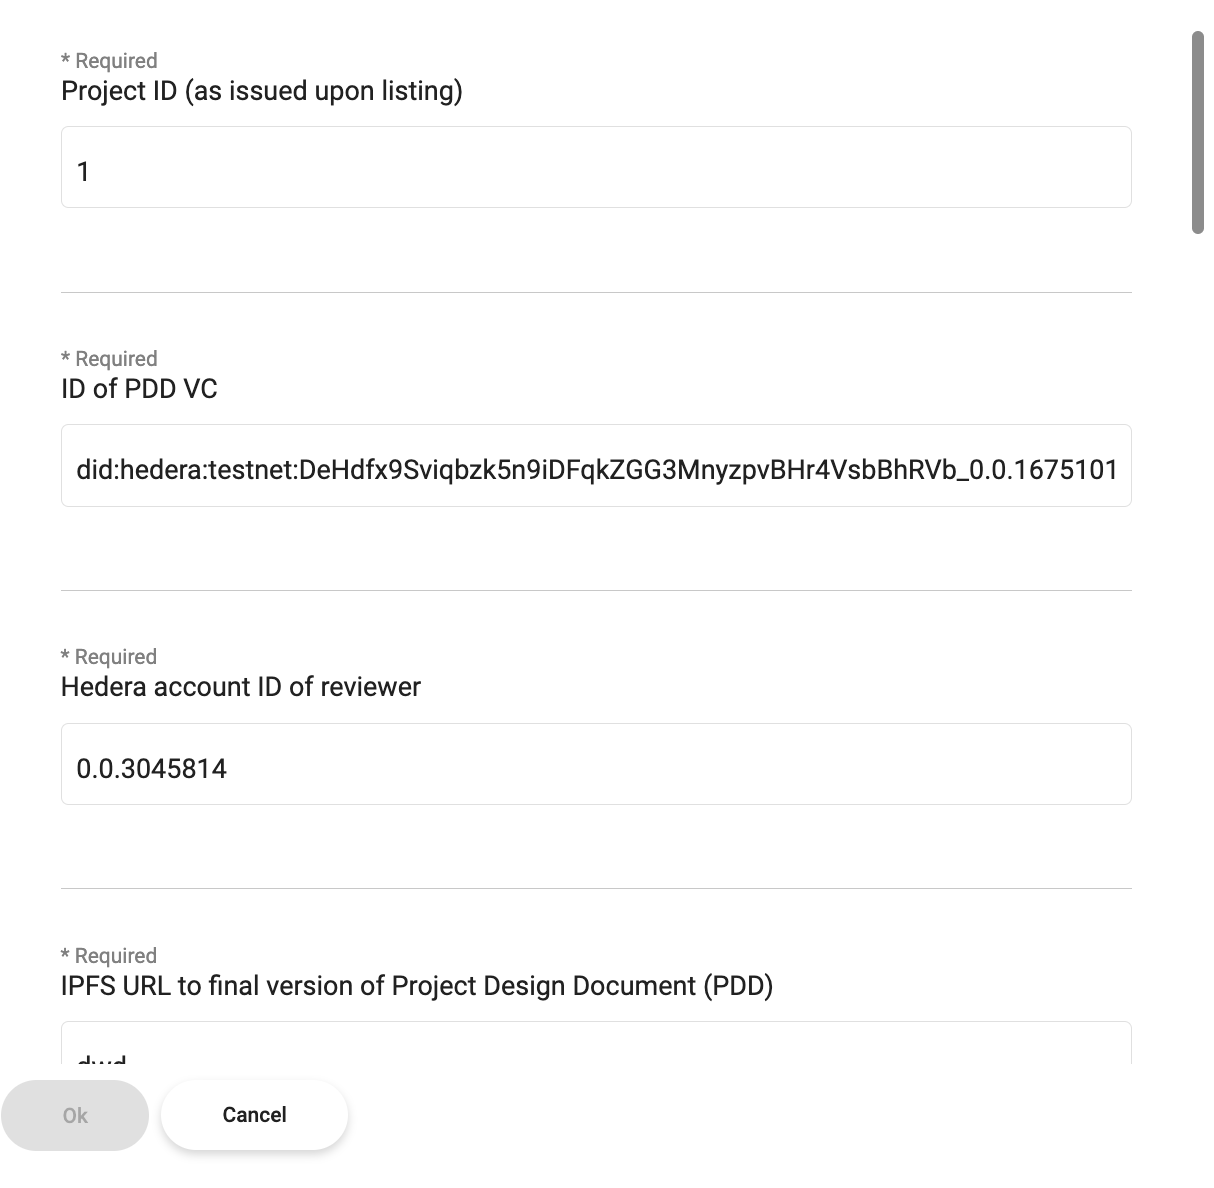 * Required
Project ID (as issued upon listing)
1
* Required
ID of PDD VC
did:hedera:testnet:DeHdfx9Sviqbzk5n9iDFqkZGG3MnyzpvBHr4VsbBhRVb_0.0.1675101
* Required
Hedera account ID of reviewer
0.0.3045814
* Required
IPFS URL to final version of Project Design Document (PDD)
dwd
Ok
Cancel